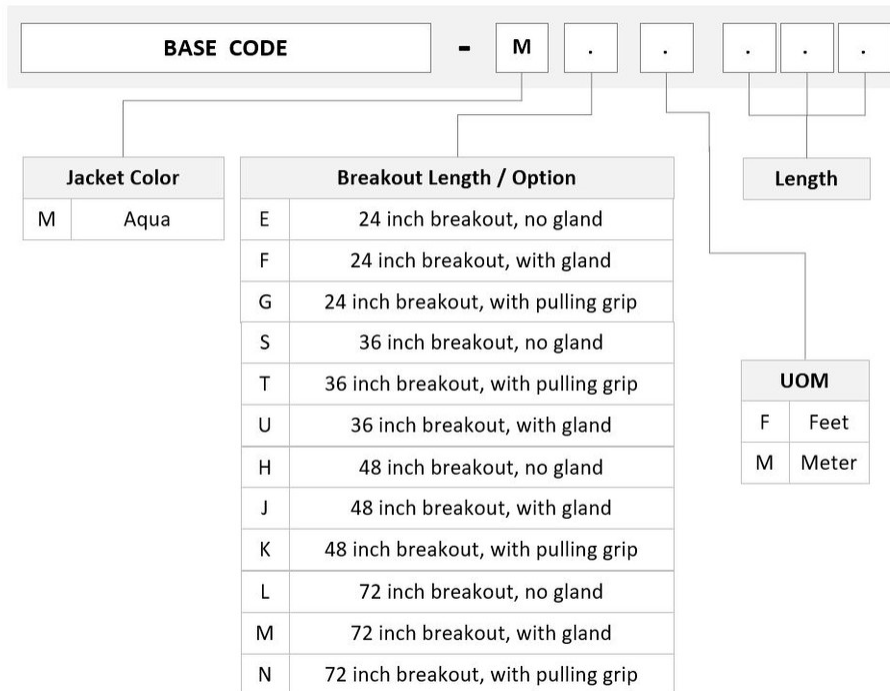 BASE CODE - M . . . . .
Jacket Color
M Aqua
Breakout Length / Option
E 24 inch breakout, no gland
F 24 inch breakout, with gland
G 24 inch breakout, with pulling grip
S 36 inch breakout, no gland
T 36 inch breakout, with pulling grip
U 36 inch breakout, with gland
H 48 inch breakout, no gland
J 48 inch breakout, with gland
K 48 inch breakout, with pulling grip
L 72 inch breakout, no gland
M 72 inch breakout, with gland
N 72 inch breakout, with pulling grip
Length
UOM
F Feet
M Meter